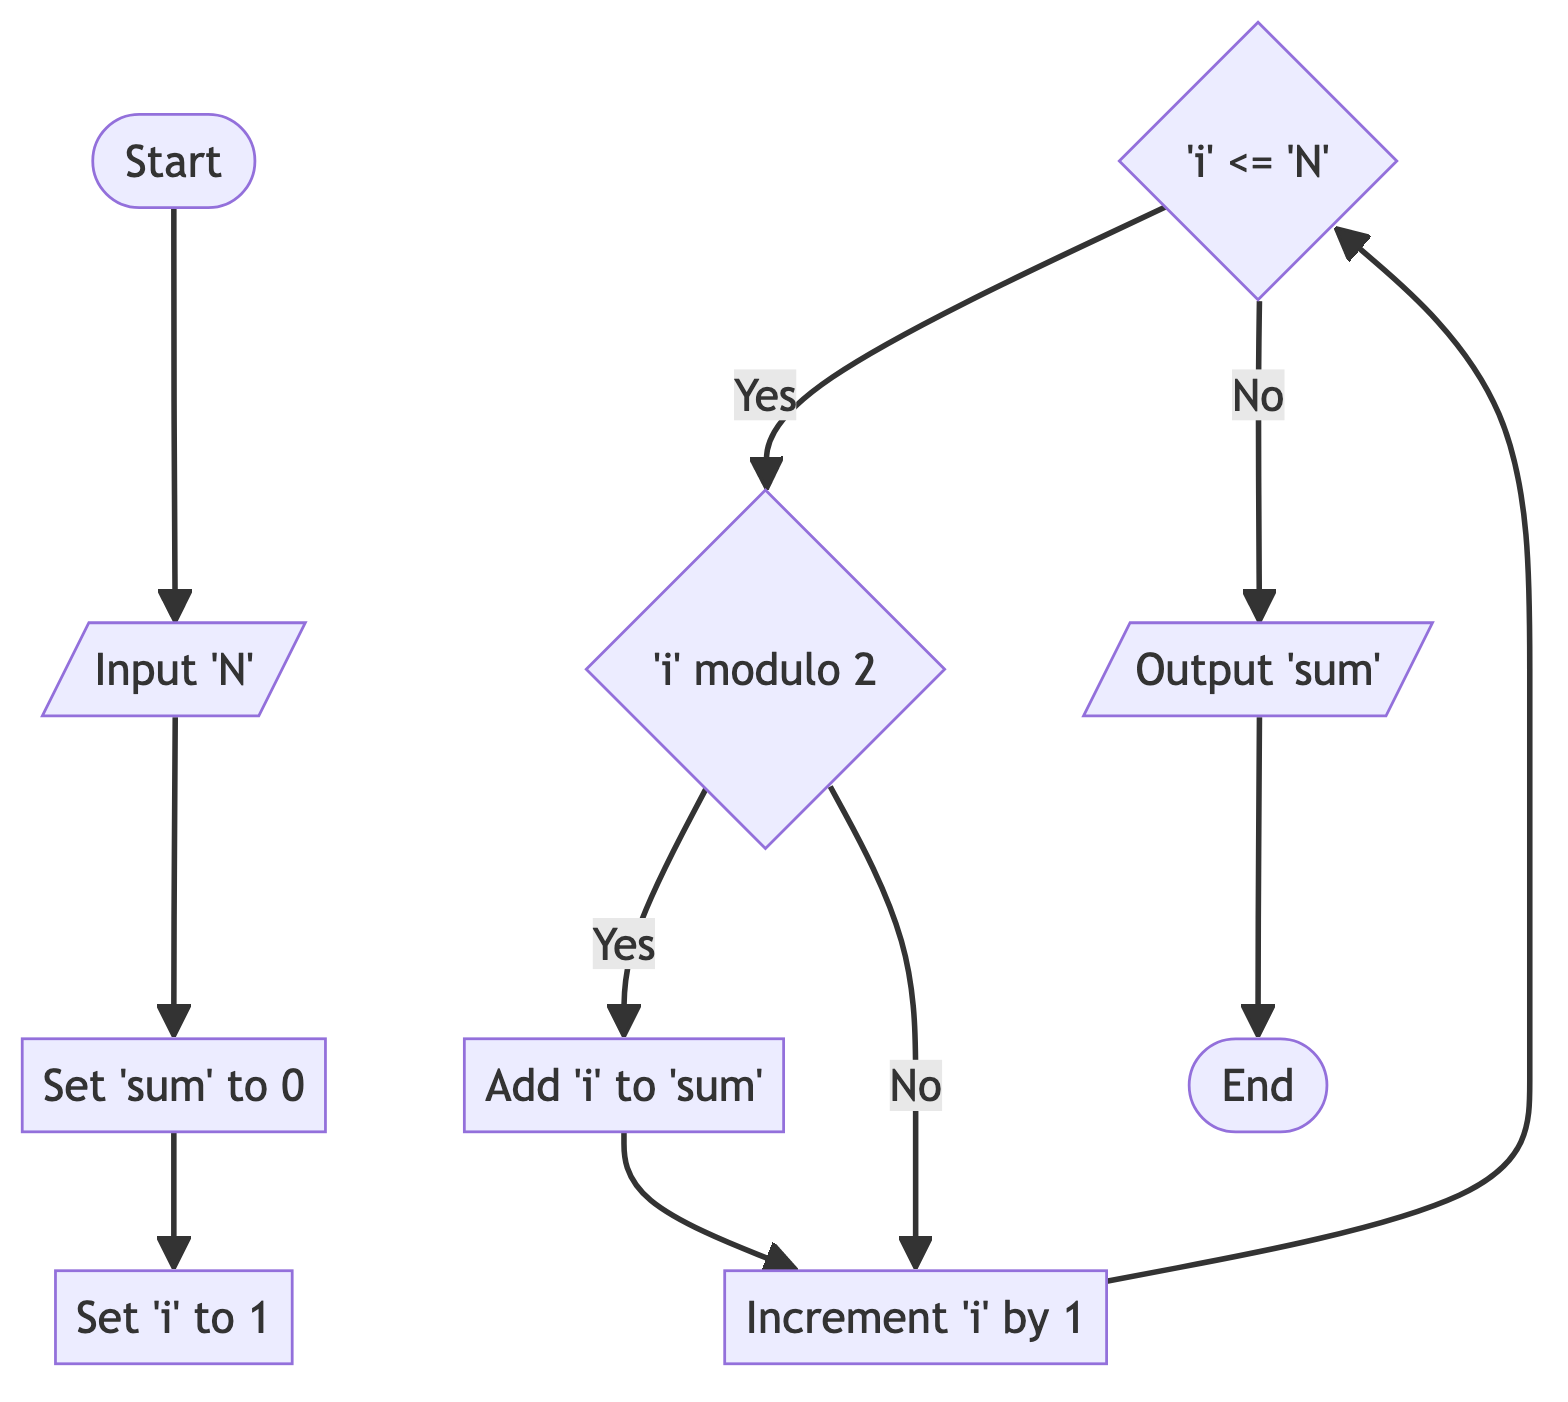 Start
Input 'N'
Set 'sum' to 0
Set 'i' to 1
'i' <= 'N'
Yes
No
'i' modulo 2
Output 'sum'
Yes
No
Add 'i' to 'sum'
End
Increment 'i' by 1